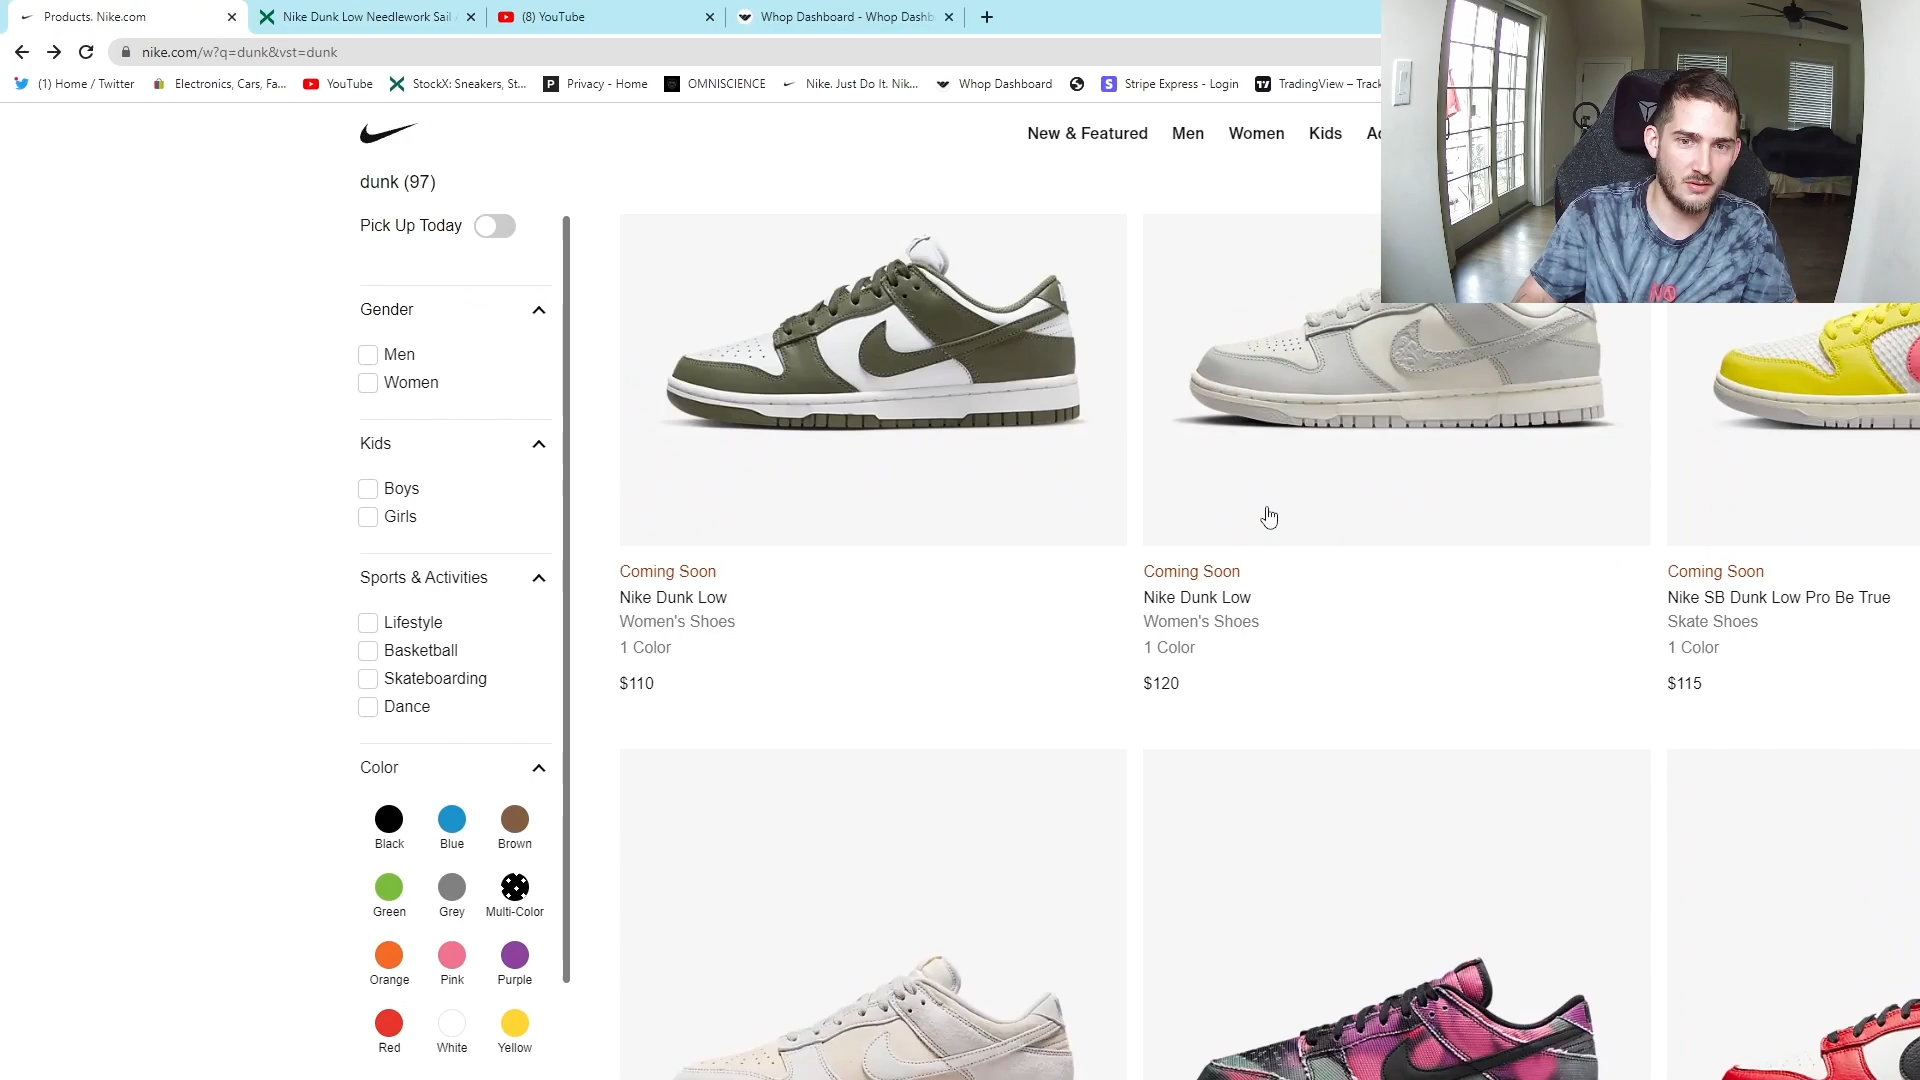 Products. Nike.com
Nike Dunk Low Needlework Sail
(8) YouTube
Whop Dashboard - Whop Dashb
nike.com/w?q=dunk&vst=dunk
(1) Home / Twitter
Electronics, Cars, Fa...
YouTube
StockX: Sneakers, St...
Privacy - Home
OMNISCIENCE
Nike. Just Do It. Nik...
Whop Dashboard
Stripe Express - Login
TradingView – Track
New & Featured
Men
Women
Kids
Ac
dunk (97)
Pick Up Today
Gender
Men
Women
Kids
Boys
Girls
Sports & Activities
Lifestyle
Basketball
Skateboarding
Dance
Color
Black
Blue
Brown
Green
Grey
Multi-Color
Orange
Pink
Purple
Red
White
Yellow
Coming Soon
Nike Dunk Low
Women's Shoes
1 Color
$110
Coming Soon
Nike Dunk Low
Women's Shoes
1 Color
$120
Coming Soon
Nike SB Dunk Low Pro Be True
Skate Shoes
1 Color
$115
NO